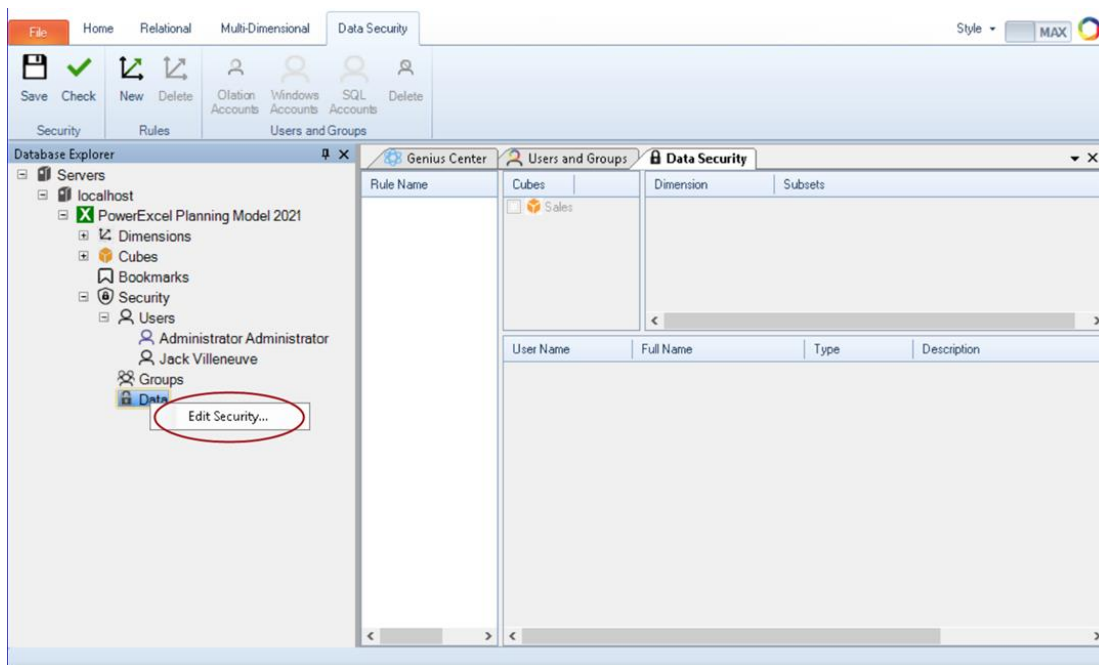 File Home Relational Multi-Dimensional Data Security Style MAX
Save Check New Delete Olation Accounts Windows Accounts SQL Accounts Delete
Security Rules Users and Groups
Database Explorer
Servers
localhost
PowerExcel Planning Model 2021
Dimensions
Cubes
Bookmarks
Security
Users
Administrator Administrator
Jack Villeneuve
Groups
Data
Edit Security...
Genius Center Users and Groups Data Security
Rule Name Cubes Dimension Subsets
Sales
User Name Full Name Type Description